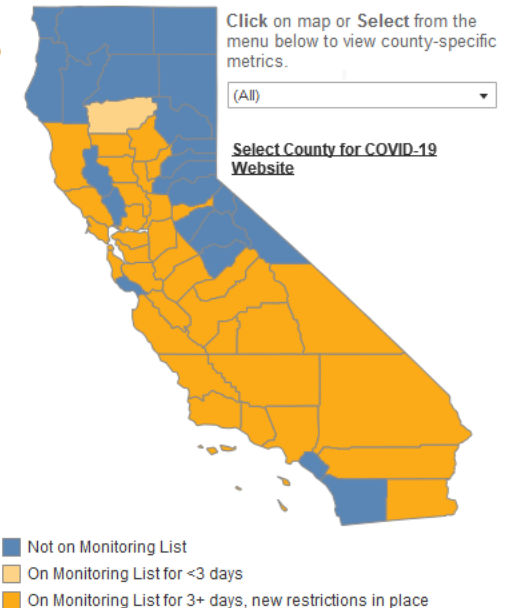 Click on map or Select from the
menu below to view county-specific
metrics.
(All)
Select County for COVID-19
Website
Not on Monitoring List
On Monitoring List for <3 days
On Monitoring List for 3+ days, new restrictions in place